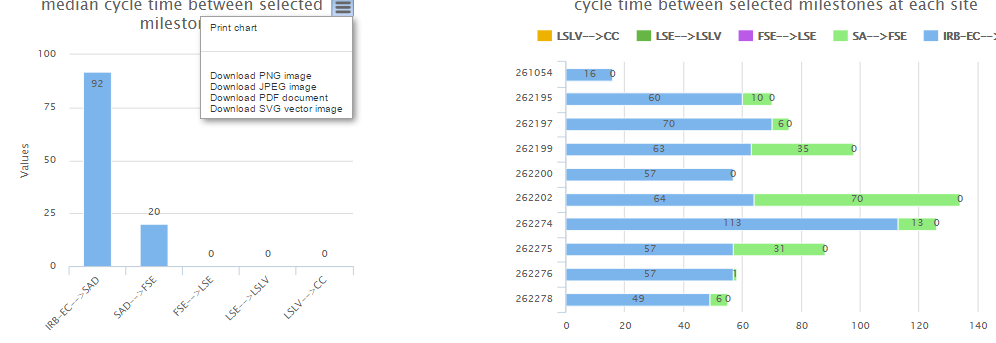 median cycle time between selected
mileston
Print chart
Download PNG image
Download JPEG image
Download PDF document
Download SVG vector image
100
75
50
25
0
Values
92
20
0
0
0
IRB-EC-->SAD
SAD-->FSE
FSE-->LSE
LSE-->LSLV
LSLV-->CC
cycle time between selected milestones at each site
LSLV-->CC LSE-->LSLV FSE-->LSE SA-->FSE IRB-EC-->
261054 16 0
262195 60 10 0
262197 70 6 0
262199 63 35 0
262200 57 0
262202 64 70 0
262274 113 13 0
262275 57 31 0
262276 57 1
262278 49 6 0
0 20 40 60 80 100 120 140